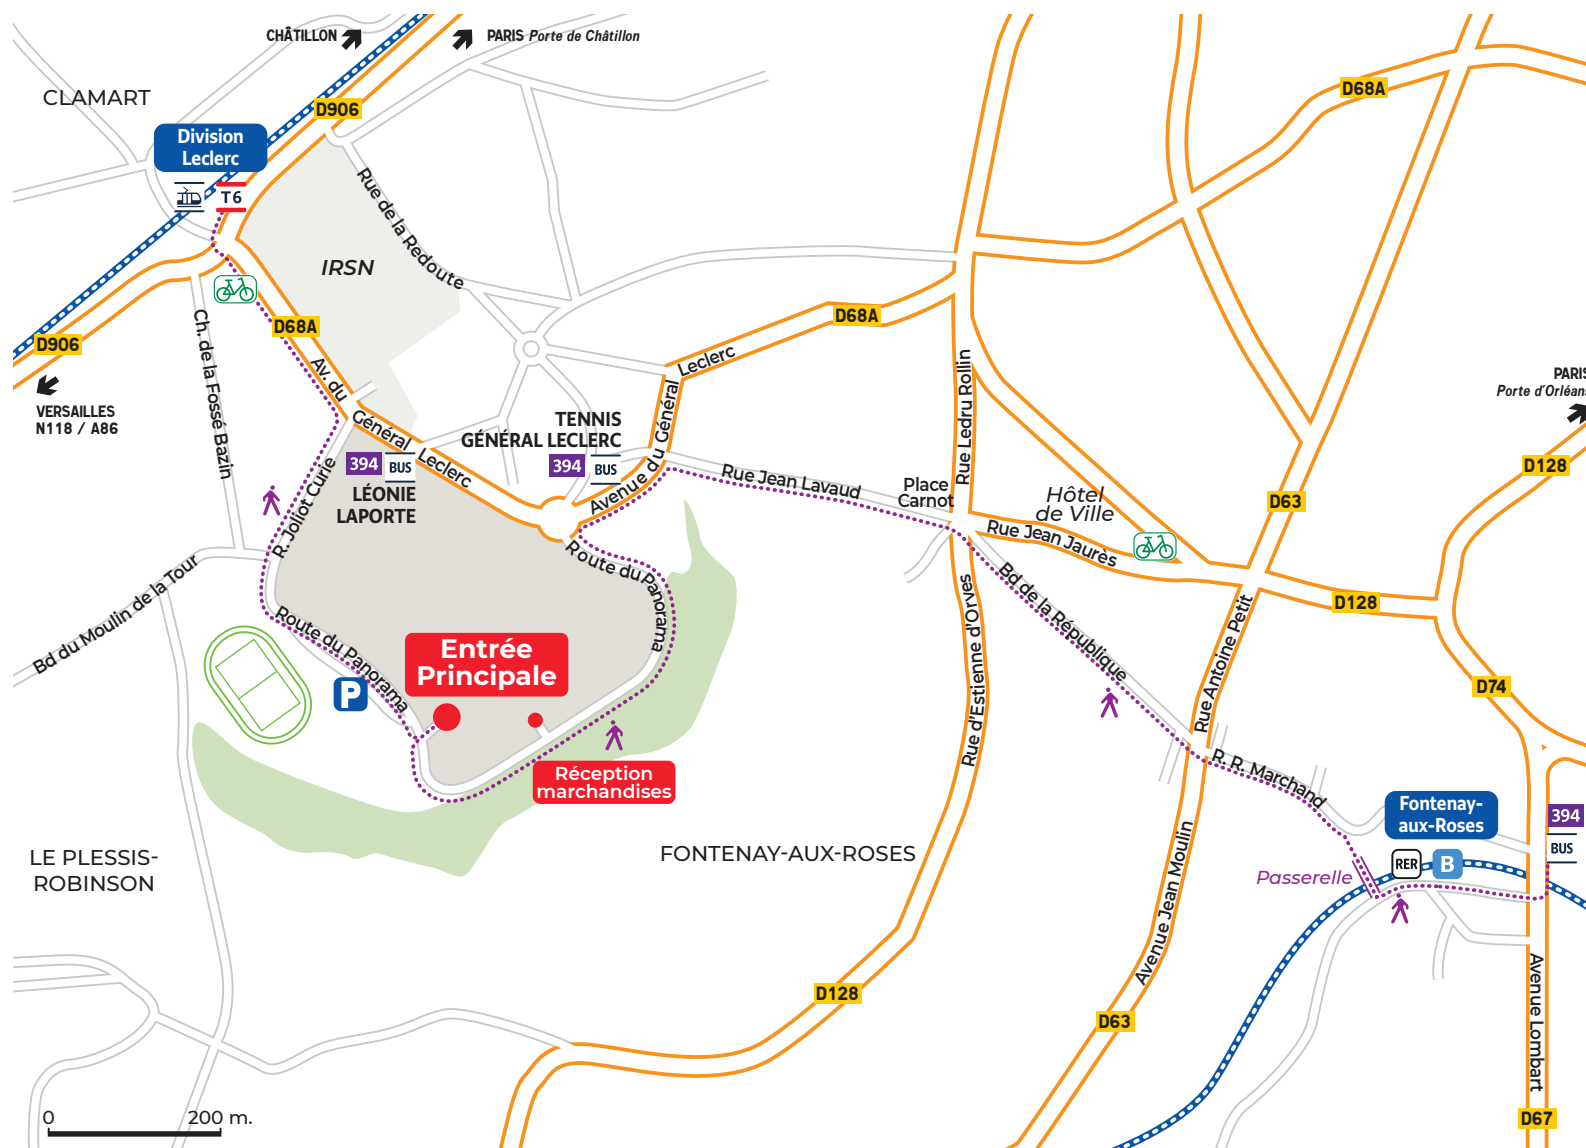 CHÂTILLON
PARIS Porte de Châtillon
CLAMART
D906
D68A
Division
Leclerc
T6
Rue de la Redoute
IRSN
D68A
D68A
D906
VERSAILLES
N118 / A86
Ch. de la Fossé Bazin
Av. du
Général
Leclerc
Leclerc
Avenue du Général
TENNIS
GÉNÉRAL LECLERC
394
BUS
394
BUS
LÉONIE
LAPORTE
R. Joliot Curie
Rue Ledru Rollin
PARIS
Porte d'Orléans
D128
Rue Jean Lavaud
Place
Carnot
Hôtel
de Ville
D63
Rue Jean Jaurès
Route du Panorama
Bd du Moulin de la Tour
Bd de la République
Rue d'Estienne d'Orves
Rue Antoine Petit
D128
Route du Panorama
Entrée
Principale
P
D74
Réception
marchandises
R. R. Marchand
Fontenay-
aux-Roses
394
BUS
RER
B
LE PLESSIS-
ROBINSON
FONTENAY-AUX-ROSES
Passerelle
Avenue Jean Moulin
D128
D63
Avenue Lombart
D67
0
200 m.